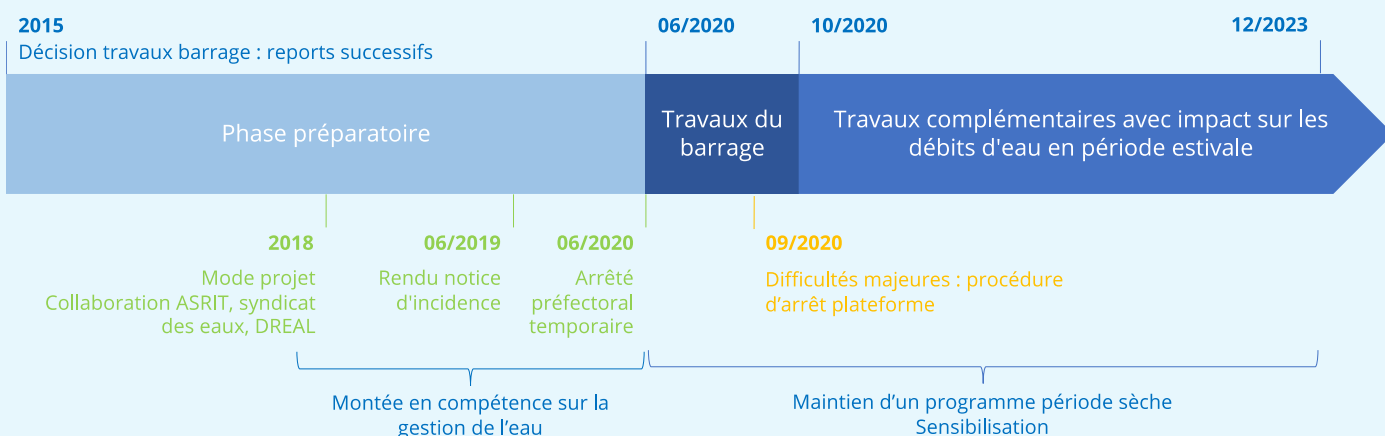 2015
Décision travaux barrage : reports successifs
06/2020
10/2020
12/2023
Phase préparatoire
Travaux du
barrage
Travaux complémentaires avec impact sur les
débits d'eau en période estivale
2018
Mode projet
Collaboration ASRIT, syndicat
des eaux, DREAL
06/2019
Rendu notice
d'incidence
06/2020
Arrêté
préfectoral
temporaire
09/2020
Difficultés majeures : procédure
d’arrêt plateforme
Montée en compétence sur la
gestion de l’eau
Maintien d’un programme période sèche
Sensibilisation